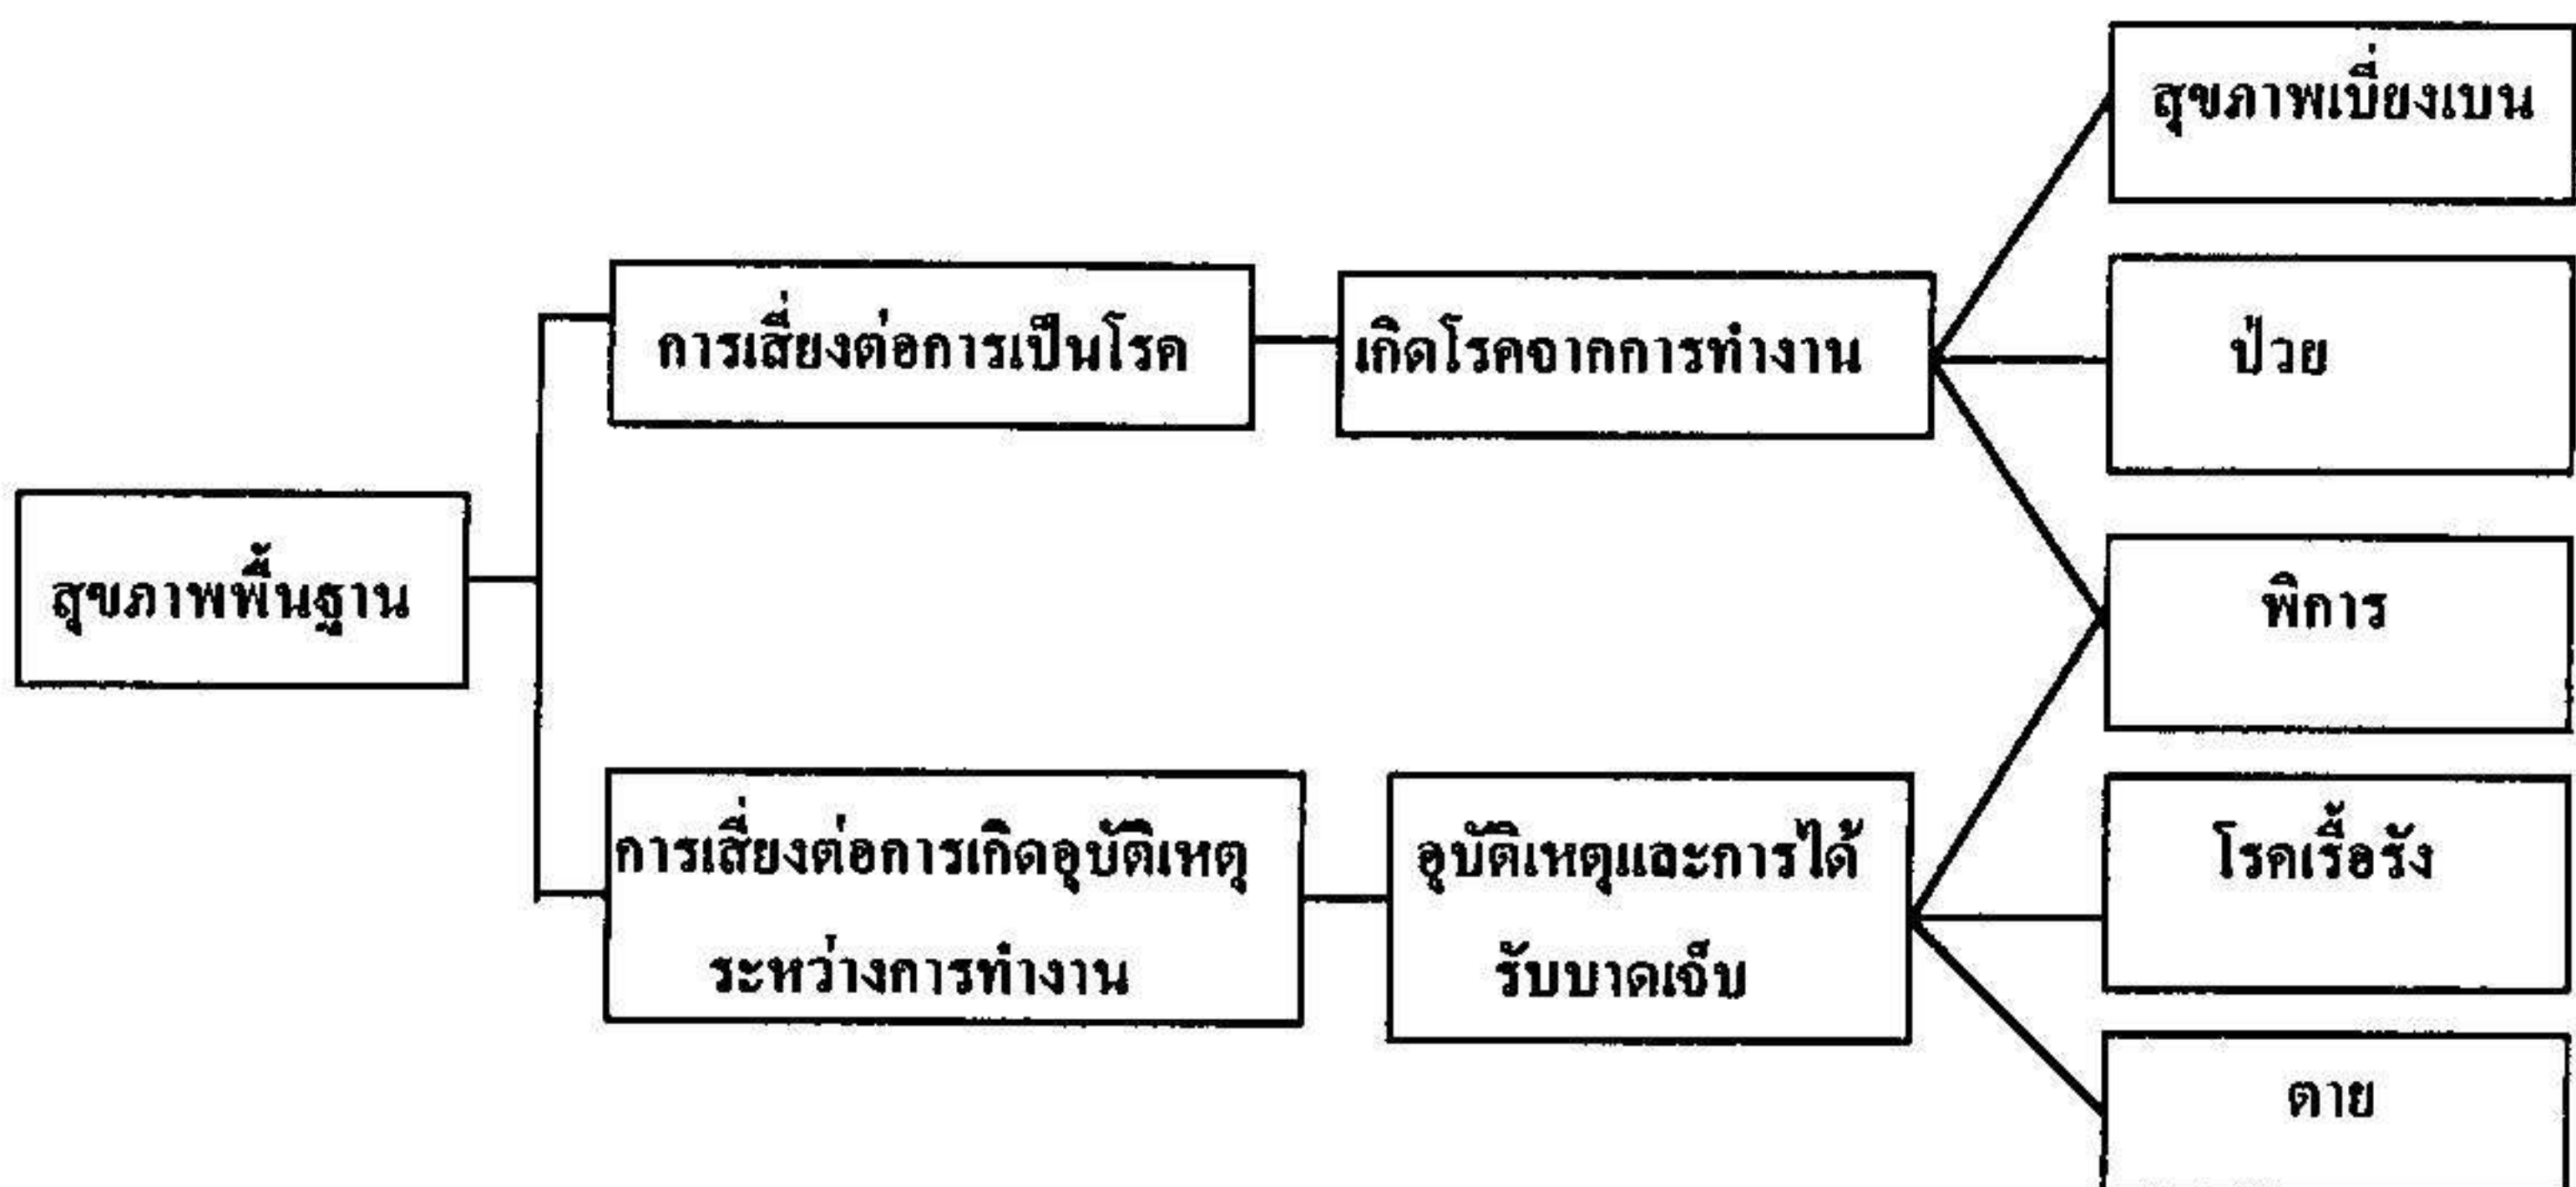 สุขภาพเบี่ยงเบน
การเสี่ยงต่อการเป็นโรค
เกิดโรคจากการทำงาน
ป่วย
สุขภาพพื้นฐาน
พิการ
การเสี่ยงต่อการเกิดอุบัติเหตุ
ระหว่างการทำงาน
อุบัติเหตุและการได้
รับบาดเจ็บ
โรคเรื้อรัง
ตาย